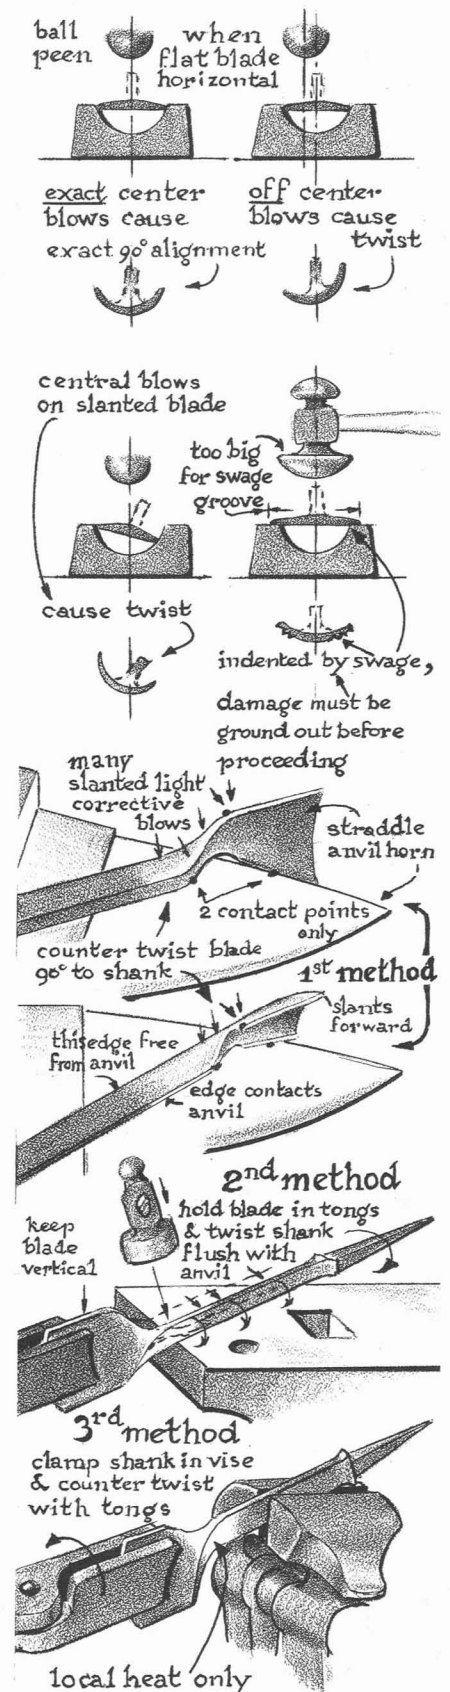 ball
peen
when
flat blade
horizontal
exact center
blows cause
exact 90° alignment
off center
blows cause
twist
central blows
on slanted blade
too big
for swage
groove
cause twist
indented by swage,
damage must be
ground out before
proceeding
many
slanted light
corrective
blows
straddle
anvil horn
2 contact points
only
counter twist blade
90° to shank
1st method
slants
forward
this edge free
from anvil
edge contacts
anvil
2nd method
hold blade in tongs
& twist shank
flush with
anvil
keep
blade
vertical
3rd method
clamp shank in vise
& counter twist
with tongs
local heat only